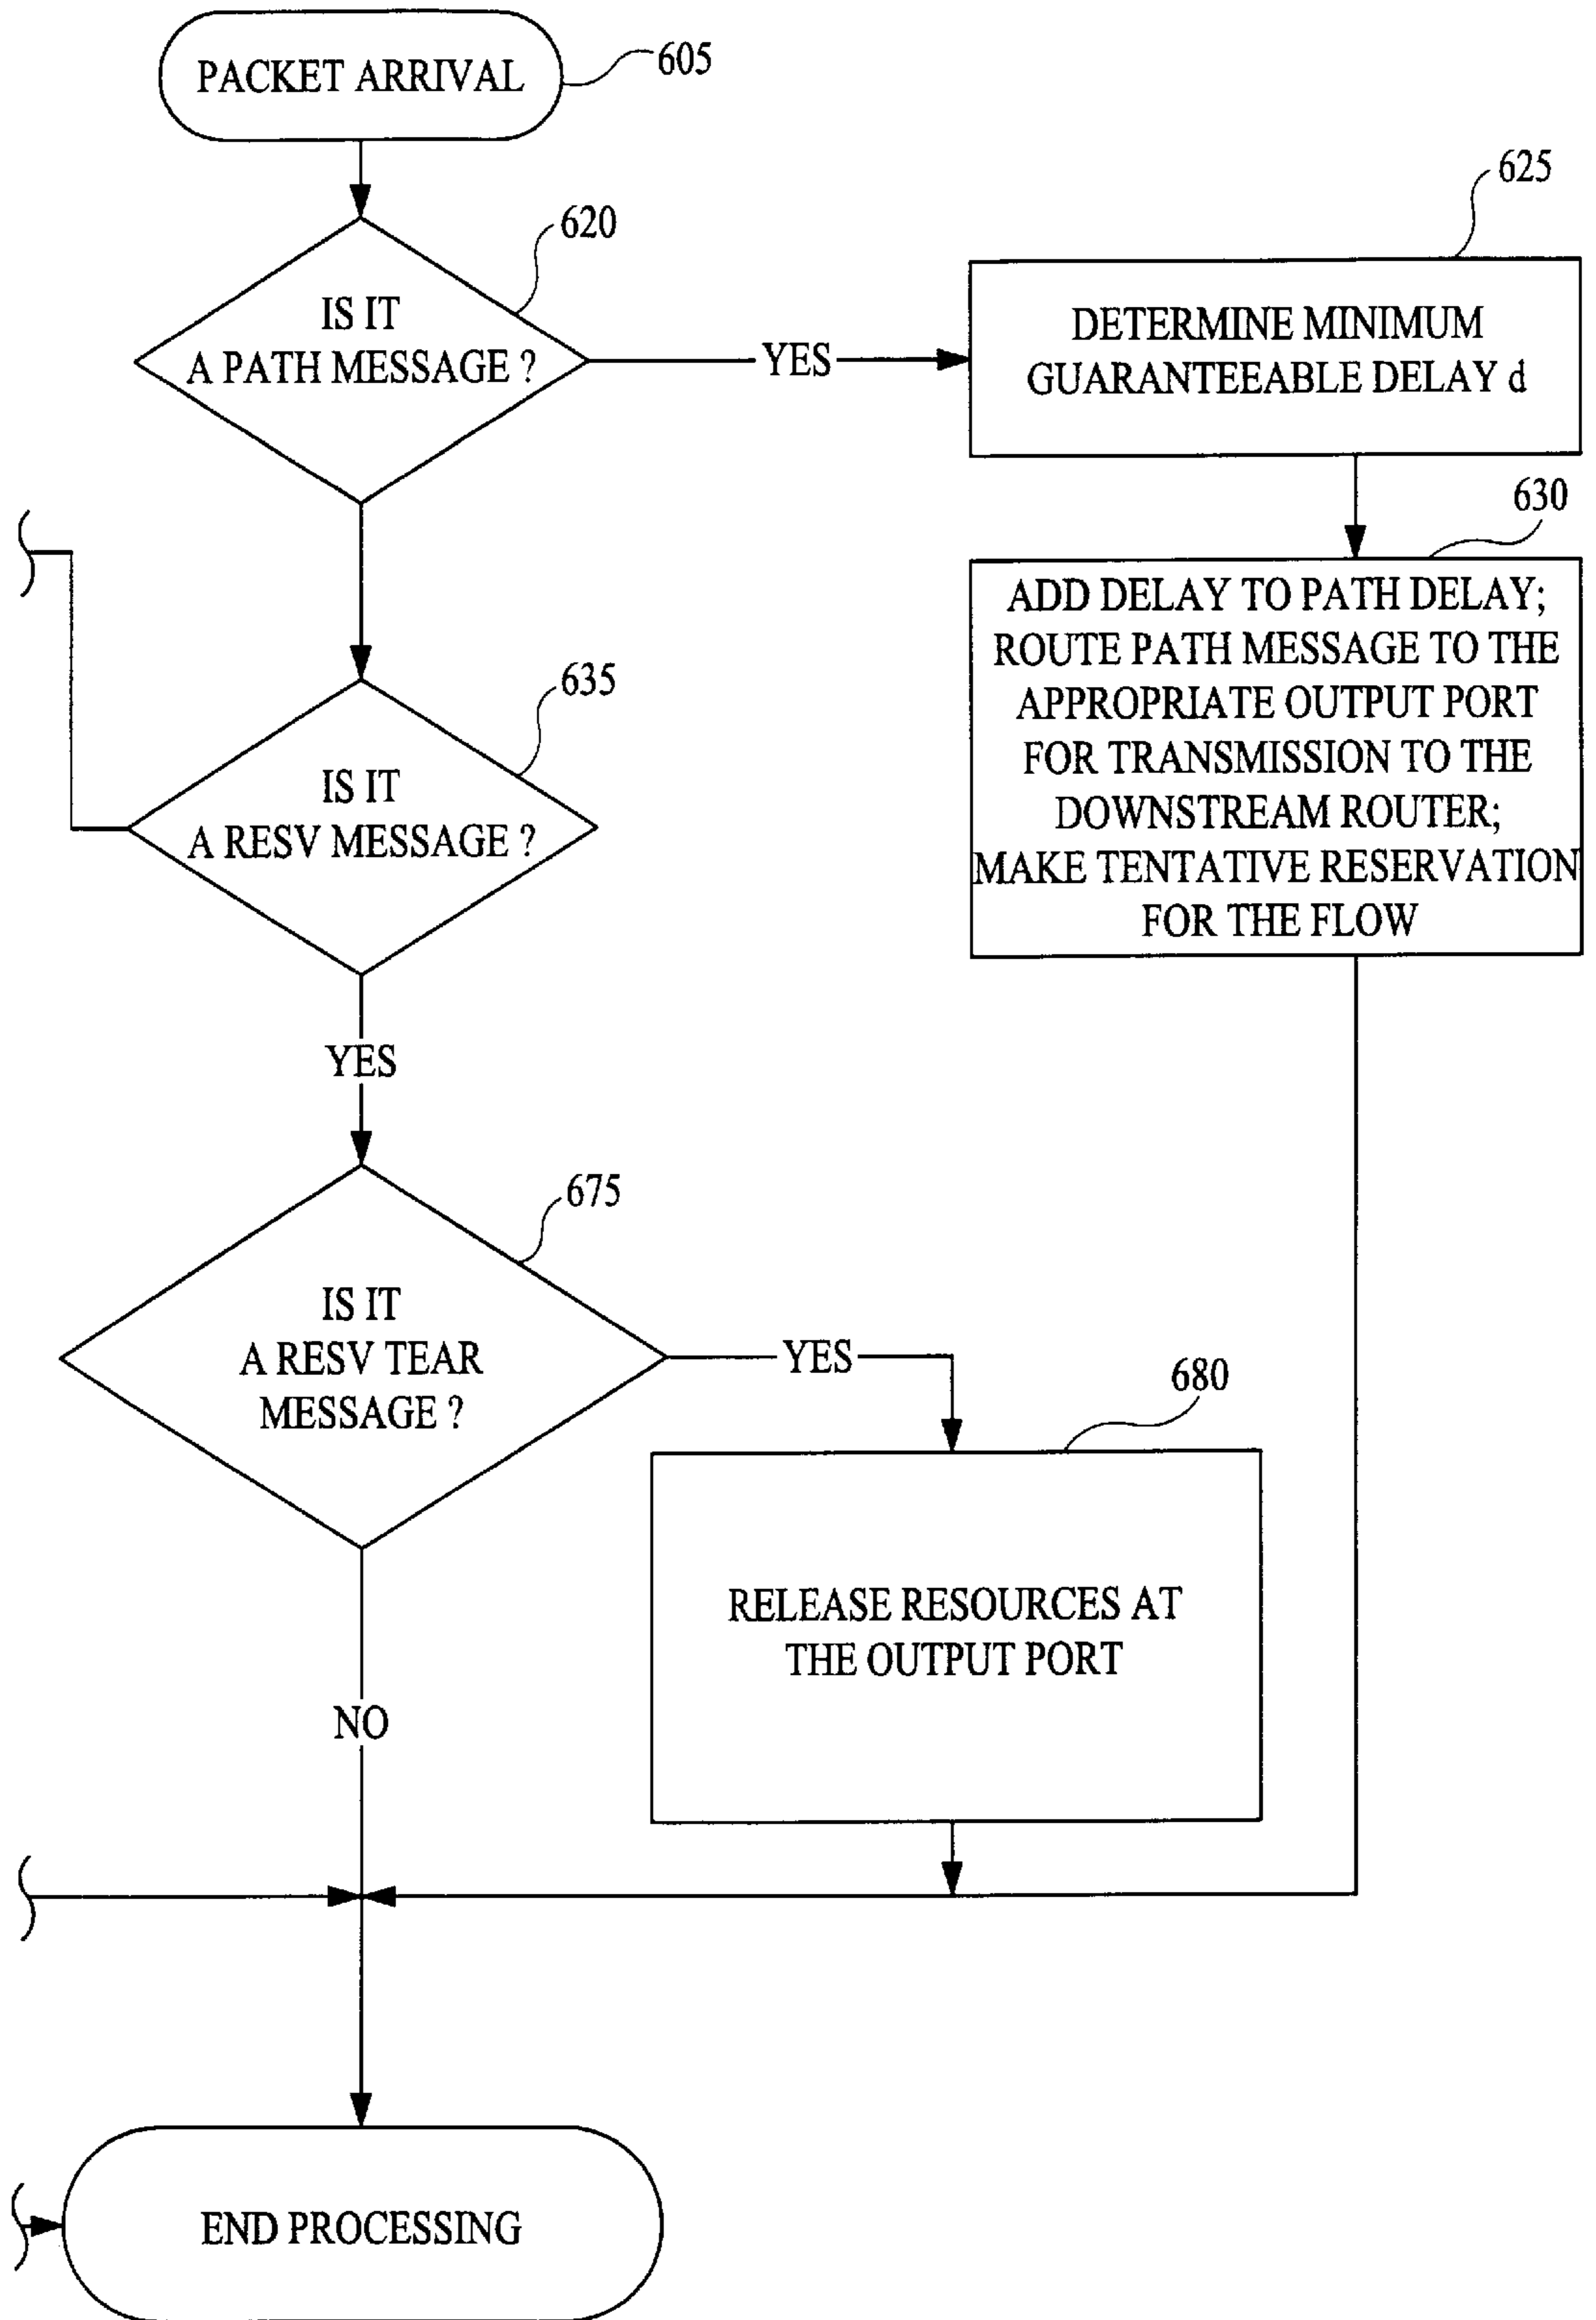 PACKET ARRIVAL
605
620
IS IT
A PATH MESSAGE ?
YES
625
DETERMINE MINIMUM
GUARANTEEABLE DELAY d
630
ADD DELAY TO PATH DELAY;
ROUTE PATH MESSAGE TO THE
APPROPRIATE OUTPUT PORT
FOR TRANSMISSION TO THE
DOWNSTREAM ROUTER;
MAKE TENTATIVE RESERVATION
FOR THE FLOW
635
IS IT
A RESV MESSAGE ?
YES
675
IS IT
A RESV TEAR
MESSAGE ?
YES
680
RELEASE RESOURCES AT
THE OUTPUT PORT
NO
END PROCESSING